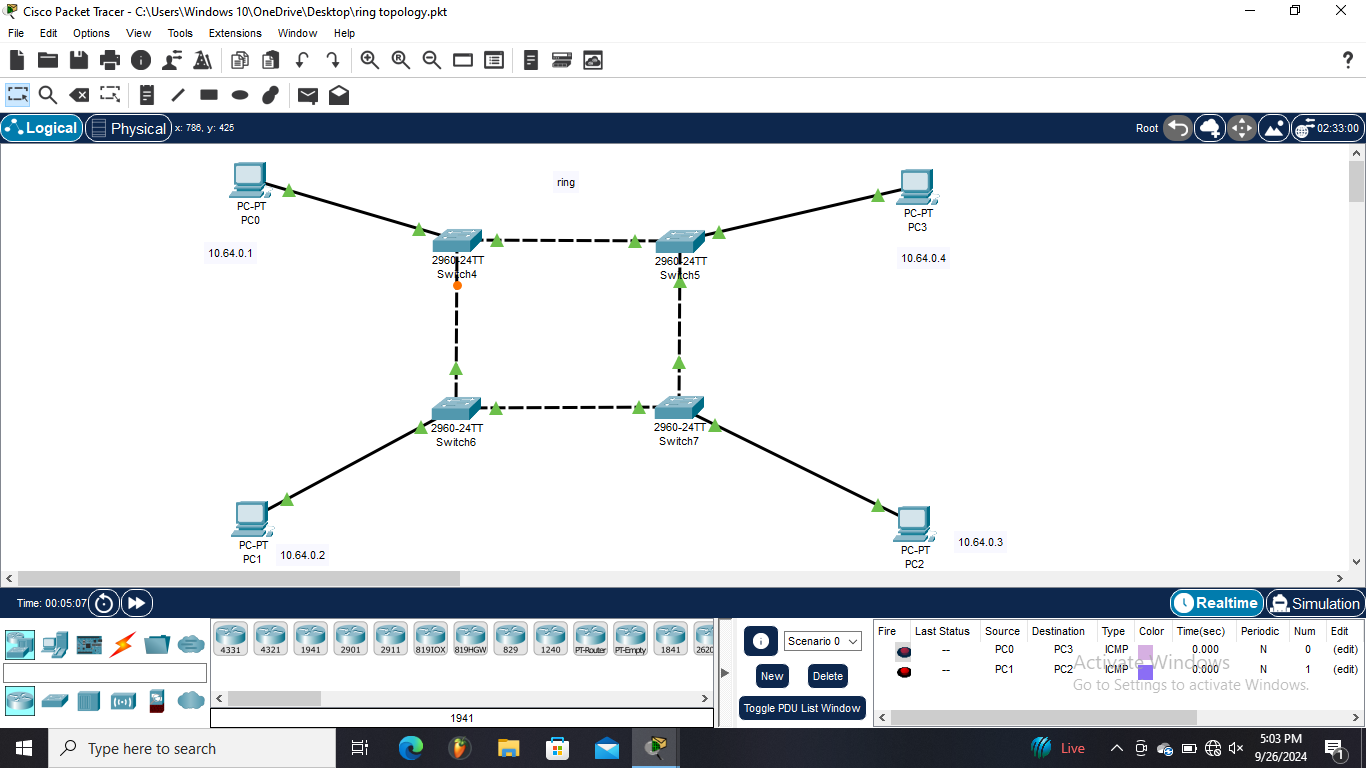 Cisco Packet Tracer - C:\Users\Windows 10\OneDrive\Desktop\ring topology.pkt
File Edit Options View Tools Extensions Window Help
?
Logical Physical x: 786, y: 425 Root 02:33:00
ring
PC-PT
PC0
10.64.0.1
PC-PT
PC3
10.64.0.4
2960-24TT
Switch4
2960-24TT
Switch5
2960-24TT
Switch6
2960-24TT
Switch7
PC-PT
PC1
10.64.0.2
PC-PT
PC2
10.64.0.3
Time: 00:05:07 Realtime Simulation
4331 4321 1941 2901 2911 819IOX 819HGW 829 1240 PT-Router PT-Empty 1841 2620
1941
Scenario 0
New Delete
Toggle PDU List Window
Fire Last Status Source Destination Type Color Time(sec) Periodic Num Edit
-- PC0 PC3 ICMP 0.000 N 0 (edit)
-- PC1 PC2 ICMP 0.000 N 1 (edit)
Activate Windows
Go to Settings to activate Windows.
Type here to search
Live
5:03 PM
9/26/2024
1